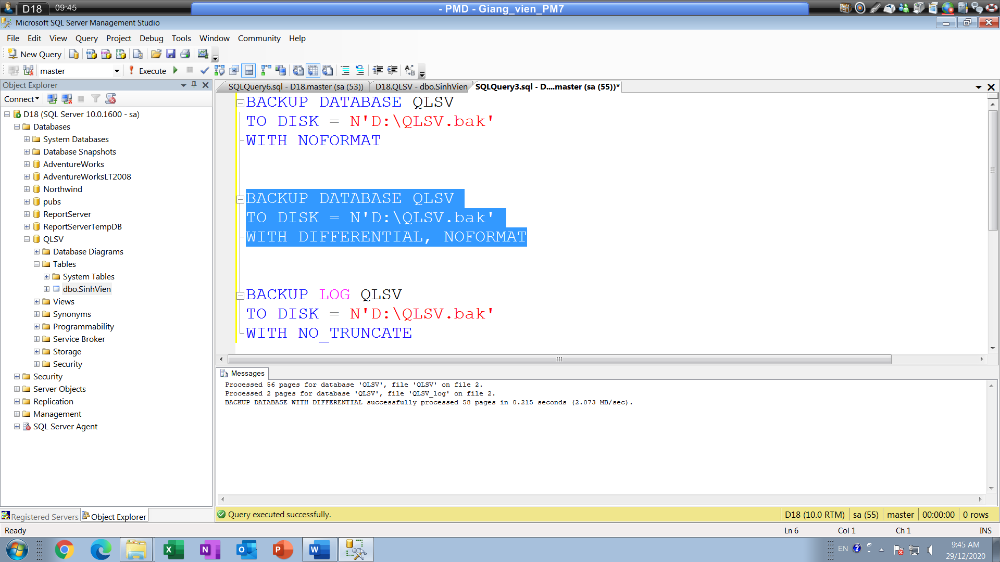 D18
09:45
- PMD - Giang_vien_PM7
Microsoft SQL Server Management Studio
File Edit View Query Project Debug Tools Window Community Help
New Query
master
Execute
Object Explorer
Connect
D18 (SQL Server 10.0.1600 - sa)
Databases
System Databases
Database Snapshots
AdventureWorks
AdventureWorksLT2008
Northwind
pubs
ReportServer
ReportServerTempDB
QLSV
Database Diagrams
Tables
System Tables
dbo.SinhVien
Views
Synonyms
Programmability
Service Broker
Storage
Security
Security
Server Objects
Replication
Management
SQL Server Agent
Registered Servers
Object Explorer
SQLQuery6.sql - D18.master (sa (53))
D18.QLSV - dbo.SinhVien
SQLQuery3.sql - D....master (sa (55))*
BACKUP DATABASE QLSV
TO DISK = N'D:\QLSV.bak'
WITH NOFORMAT
BACKUP DATABASE QLSV
TO DISK = N'D:\QLSV.bak'
WITH DIFFERENTIAL, NOFORMAT
BACKUP LOG QLSV
TO DISK = N'D:\QLSV.bak'
WITH NO_TRUNCATE
Messages
Processed 56 pages for database 'QLSV', file 'QLSV' on file 2.
Processed 2 pages for database 'QLSV', file 'QLSV_log' on file 2.
BACKUP DATABASE WITH DIFFERENTIAL successfully processed 58 pages in 0.215 seconds (2.073 MB/sec).
Query executed successfully.
D18 (10.0 RTM)
sa (55)
master
00:00:00
0 rows
Ready
Ln 6
Col 1
Ch 1
INS
EN
9:45 AM
29/12/2020